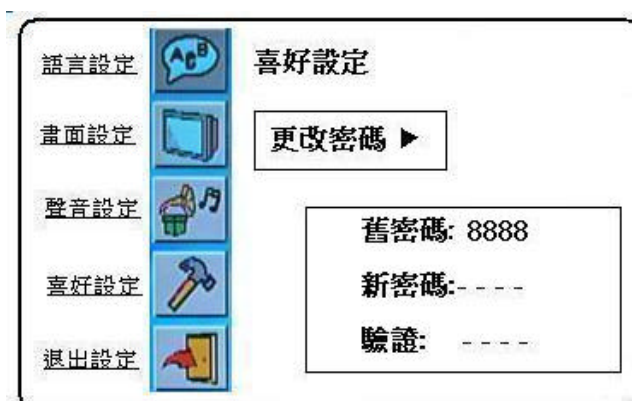 語言設定
畫面設定
聲音設定
喜好設定
退出設定
ACB
喜好設定
更改密碼 ▶
舊密碼: 8888
新密碼:- - - -
驗證: - - - -